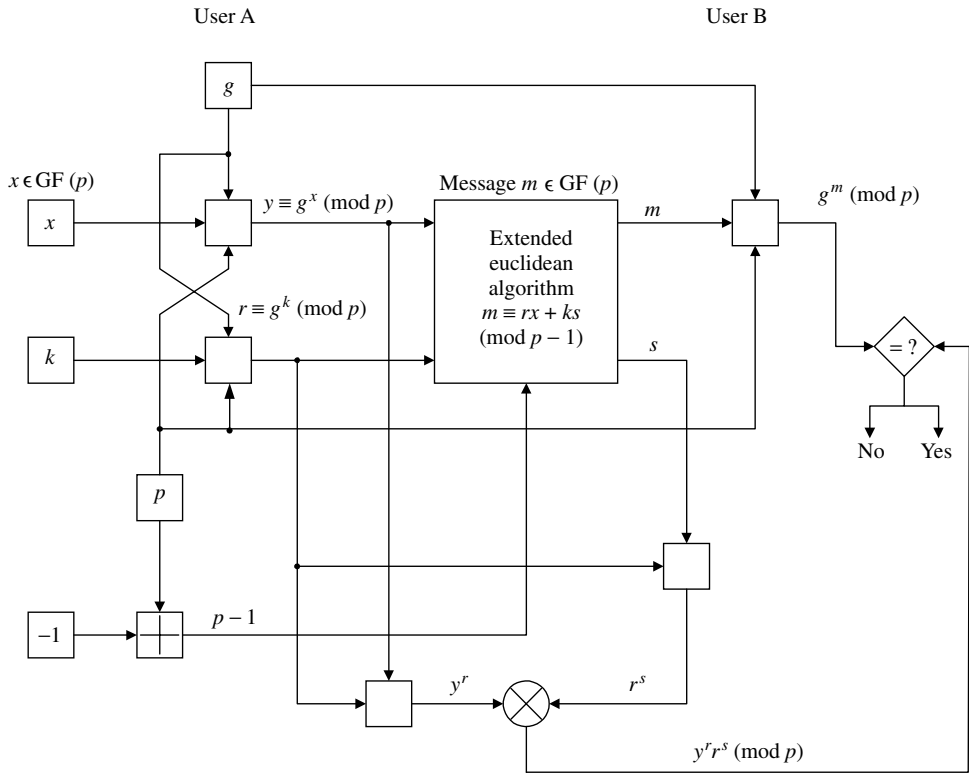 User A
User B
g
x ϵ GF (p)
x
y ≡ g^x (mod p)
Message m ϵ GF (p)
m
g^m (mod p)
Extended
euclidean
algorithm
m ≡ rx + ks
(mod p − 1)
r ≡ g^k (mod p)
k
s
= ?
No
Yes
p
−1
p − 1
y^r
r^s
y^r r^s (mod p)